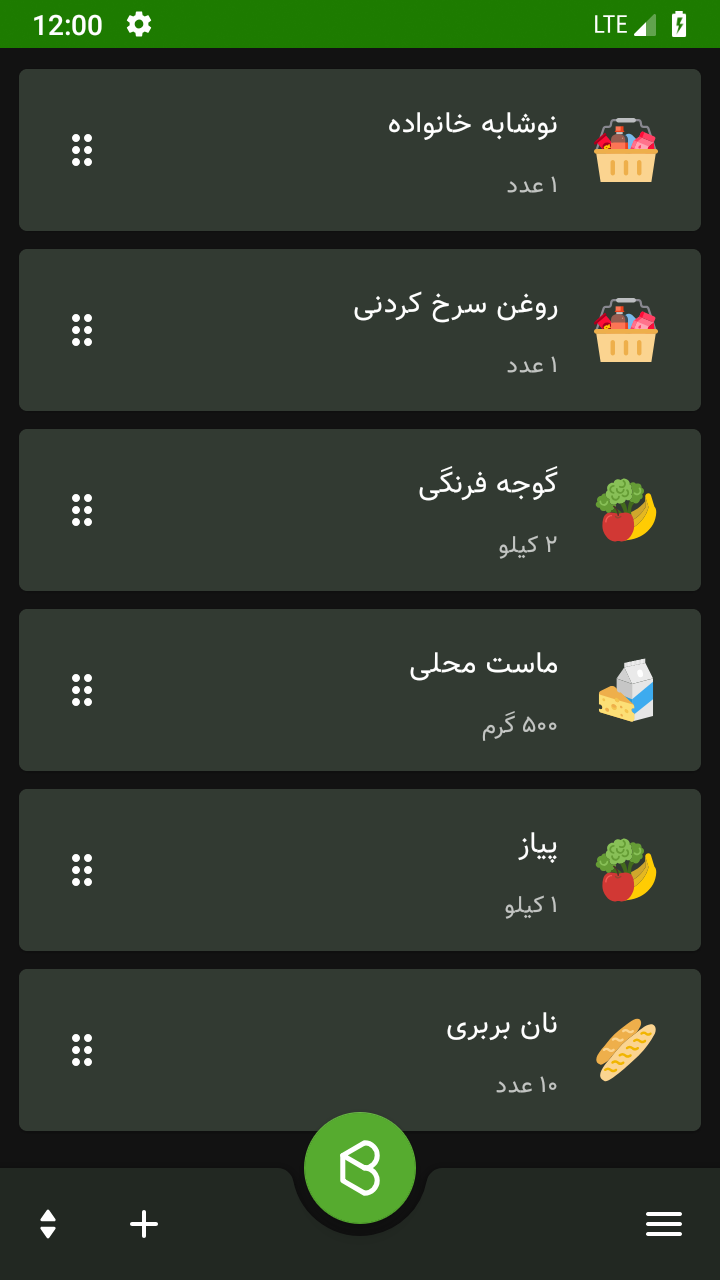 12:00
LTE
نوشابه خانواده
۱ عدد
روغن سرخ کردنی
۱ عدد
گوجه فرنگی
۲ کیلو
ماست محلی
۵۰۰ گرم
پیاز
۱ کیلو
نان بربری
۱۰ عدد